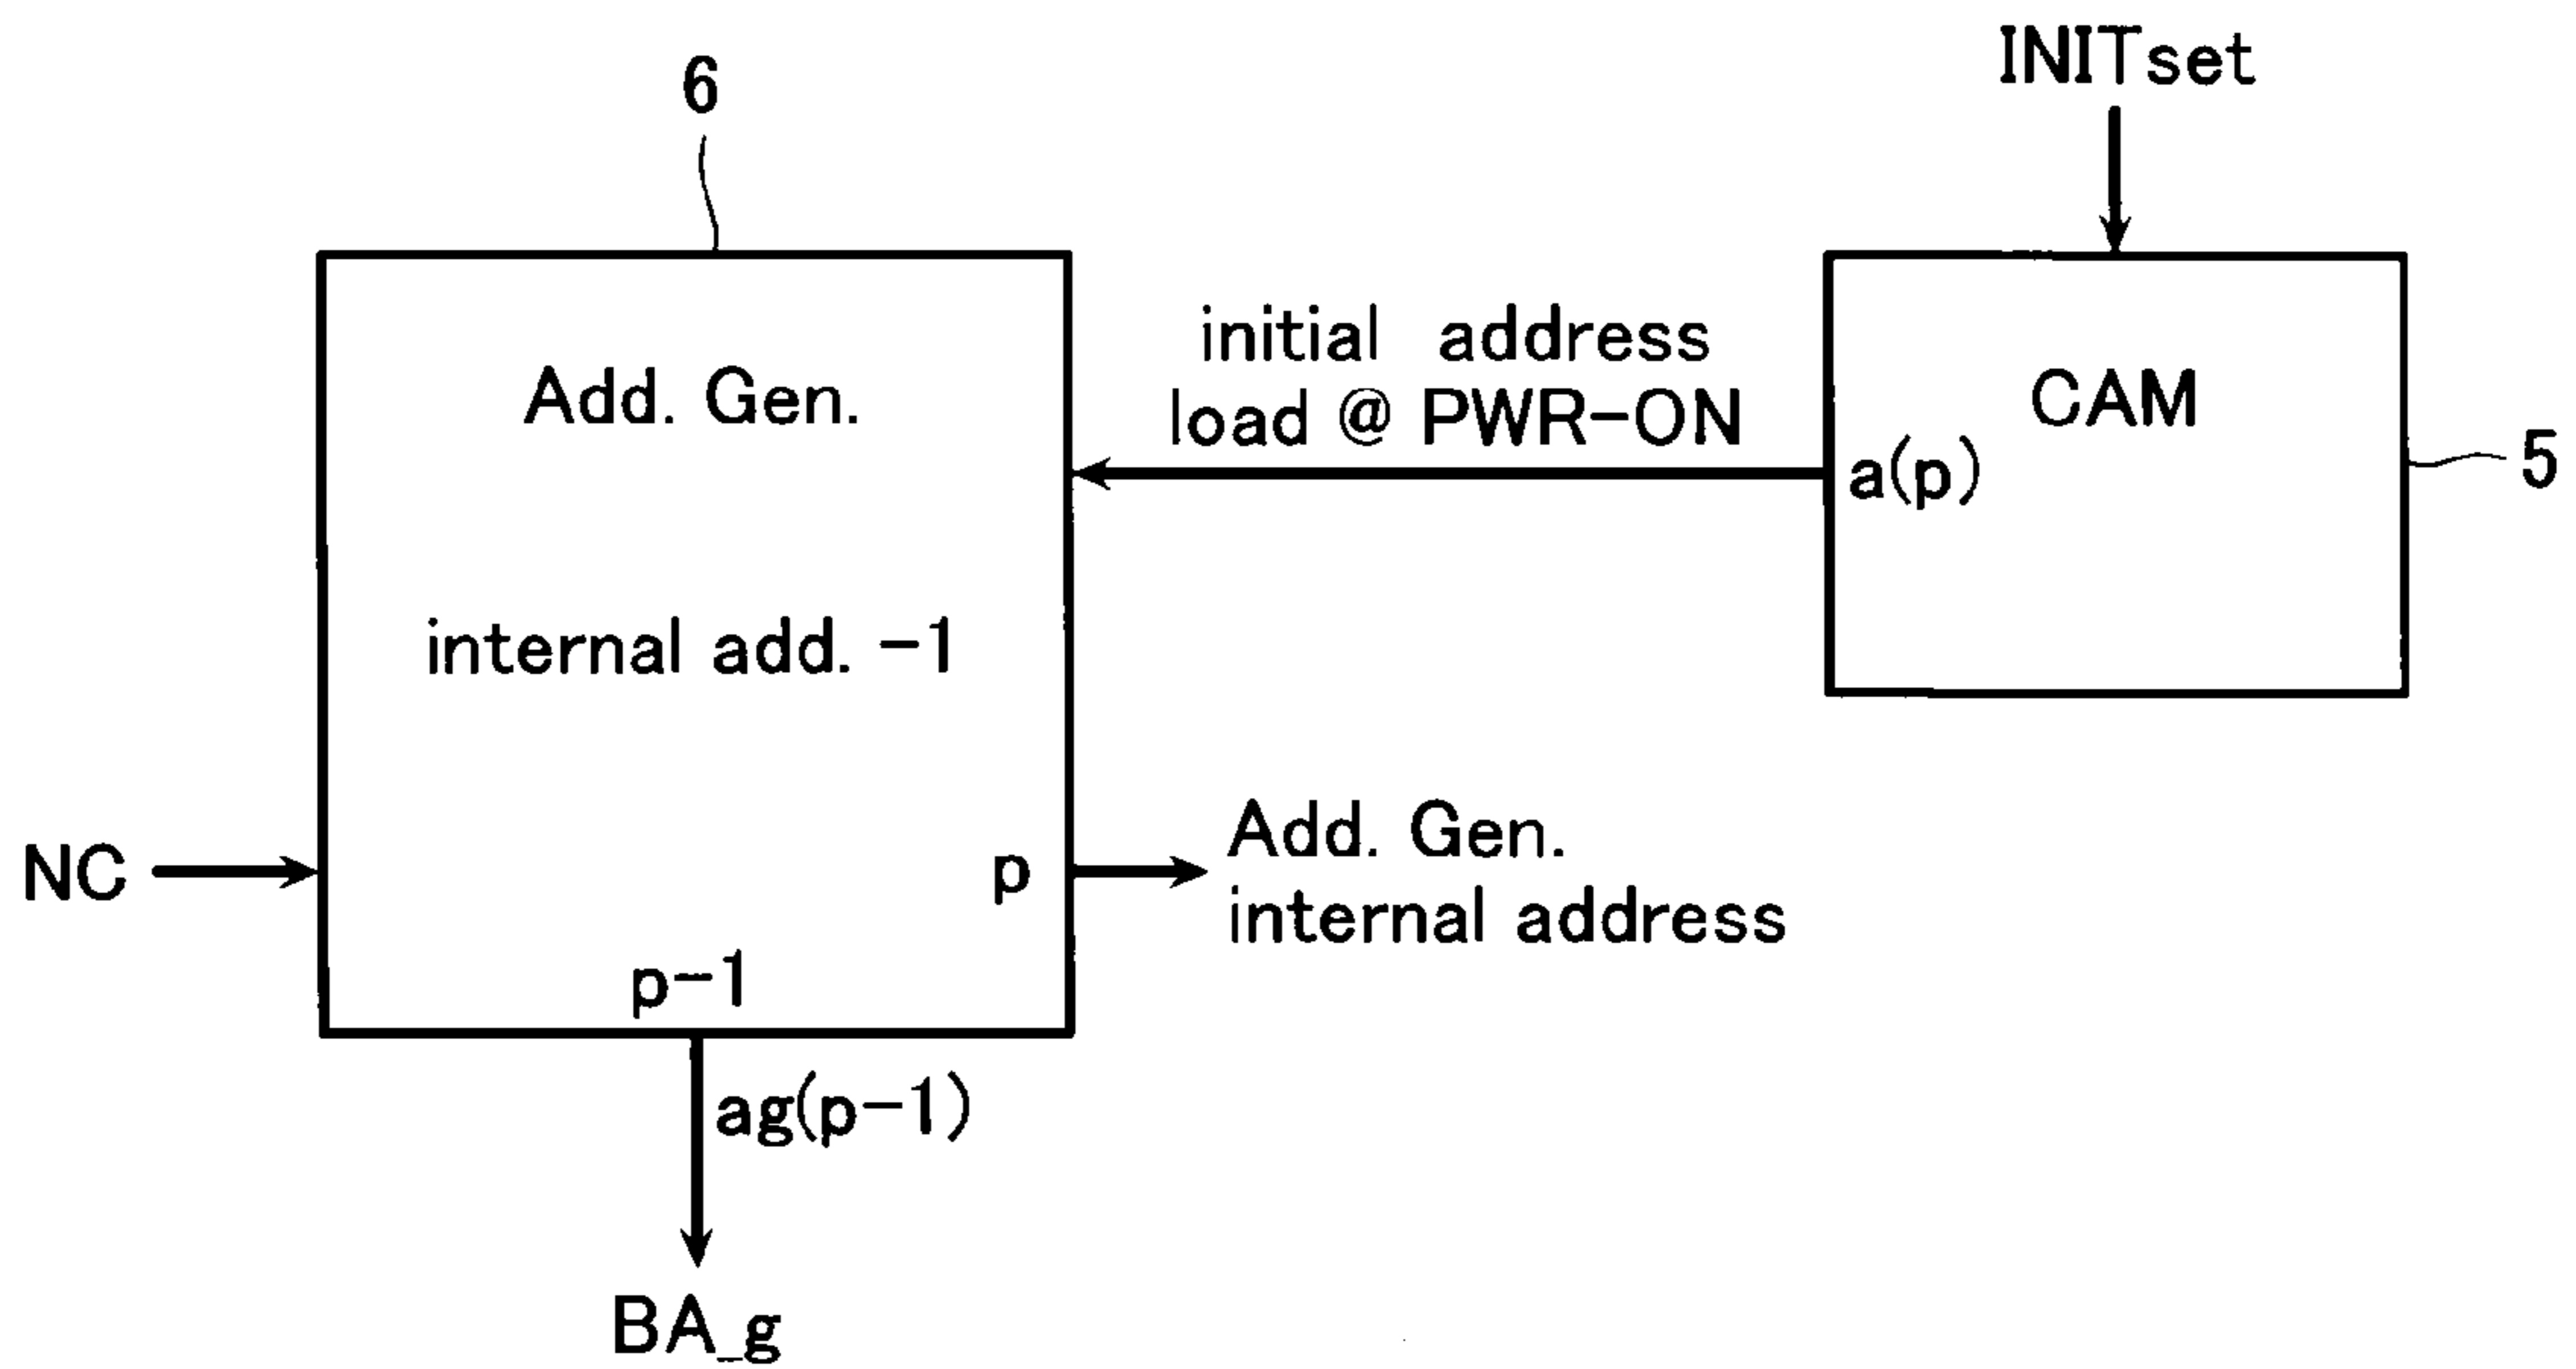 6
INITset
Add. Gen.
initial address
load @ PWR-ON
CAM
a(p)
5
internal add. -1
NC
p
Add. Gen.
internal address
p-1
ag(p-1)
BA_g